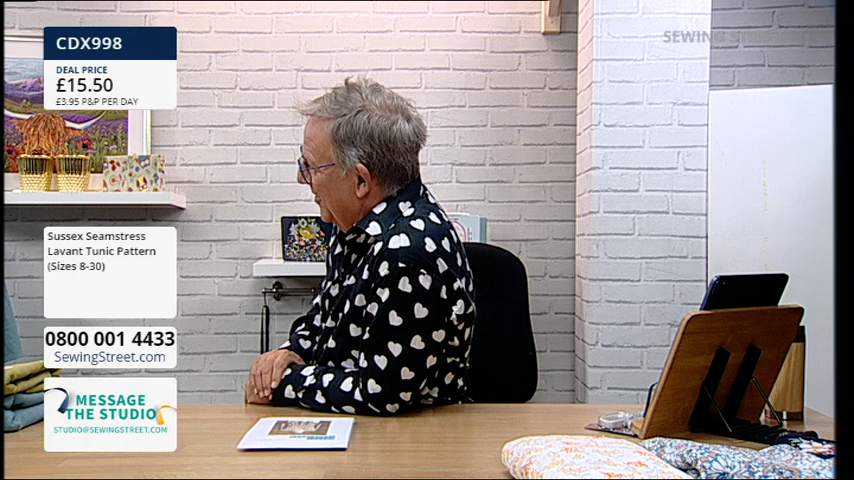 CDX998
DEAL PRICE
£15.50
£3.95 P&P PER DAY
Sussex Seamstress
Lavant Tunic Pattern
(Sizes 8-30)
0800 001 4433
SewingStreet.com
MESSAGE
THE STUDIO
STUDIO@SEWINGSTREET.COM
SEWING